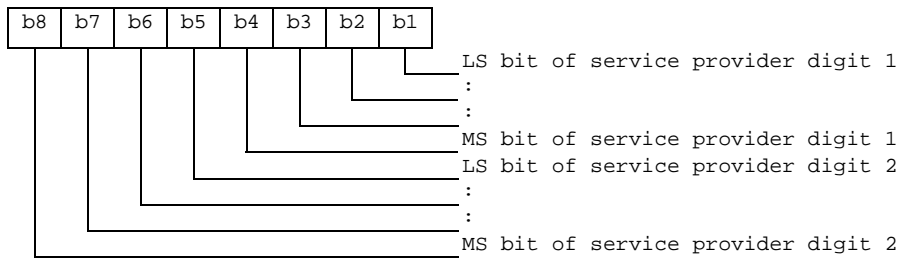 b8 b7 b6 b5 b4 b3 b2 b1
LS bit of service provider digit 1
:
:
MS bit of service provider digit 1
LS bit of service provider digit 2
:
:
MS bit of service provider digit 2